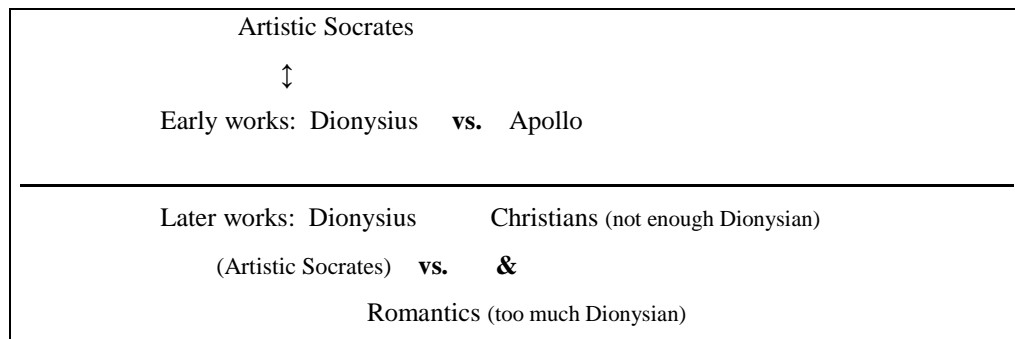 Artistic Socrates
↕
Early works: Dionysius vs. Apollo
Later works: Dionysius Christians (not enough Dionysian)
(Artistic Socrates) vs. &
Romantics (too much Dionysian)